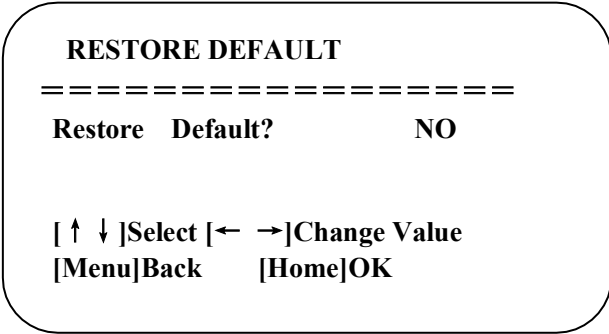 RESTORE DEFAULT
==================
Restore Default? NO
[ ↑ ↓ ]Select [← →]Change Value
[Menu]Back [Home]OK